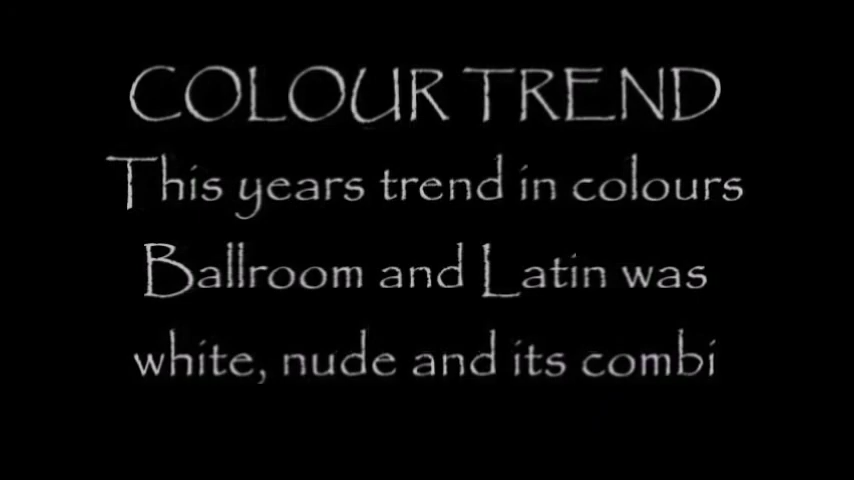 COLOUR TREND
This years trend in colours
Ballroom and Latin was
white, nude and its combi